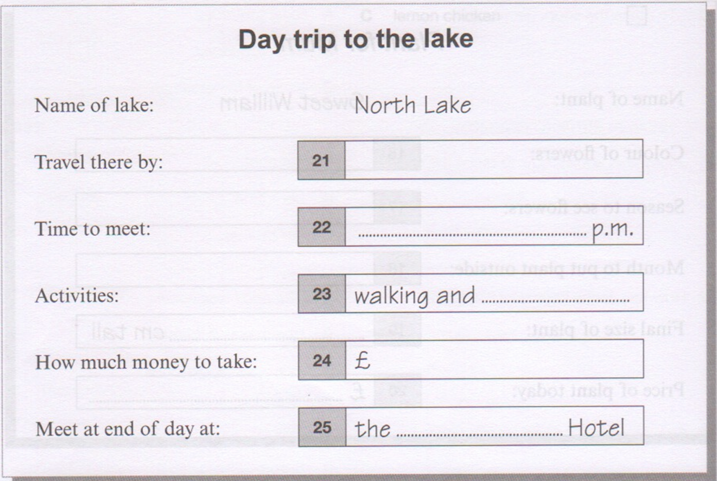 Day trip to the lake
Name of lake: North Lake
Travel there by: 21
Time to meet: 22 ........................................ p.m.
Activities: 23 walking and ..........................
How much money to take: 24 £
Meet at end of day at: 25 the .............................. Hotel